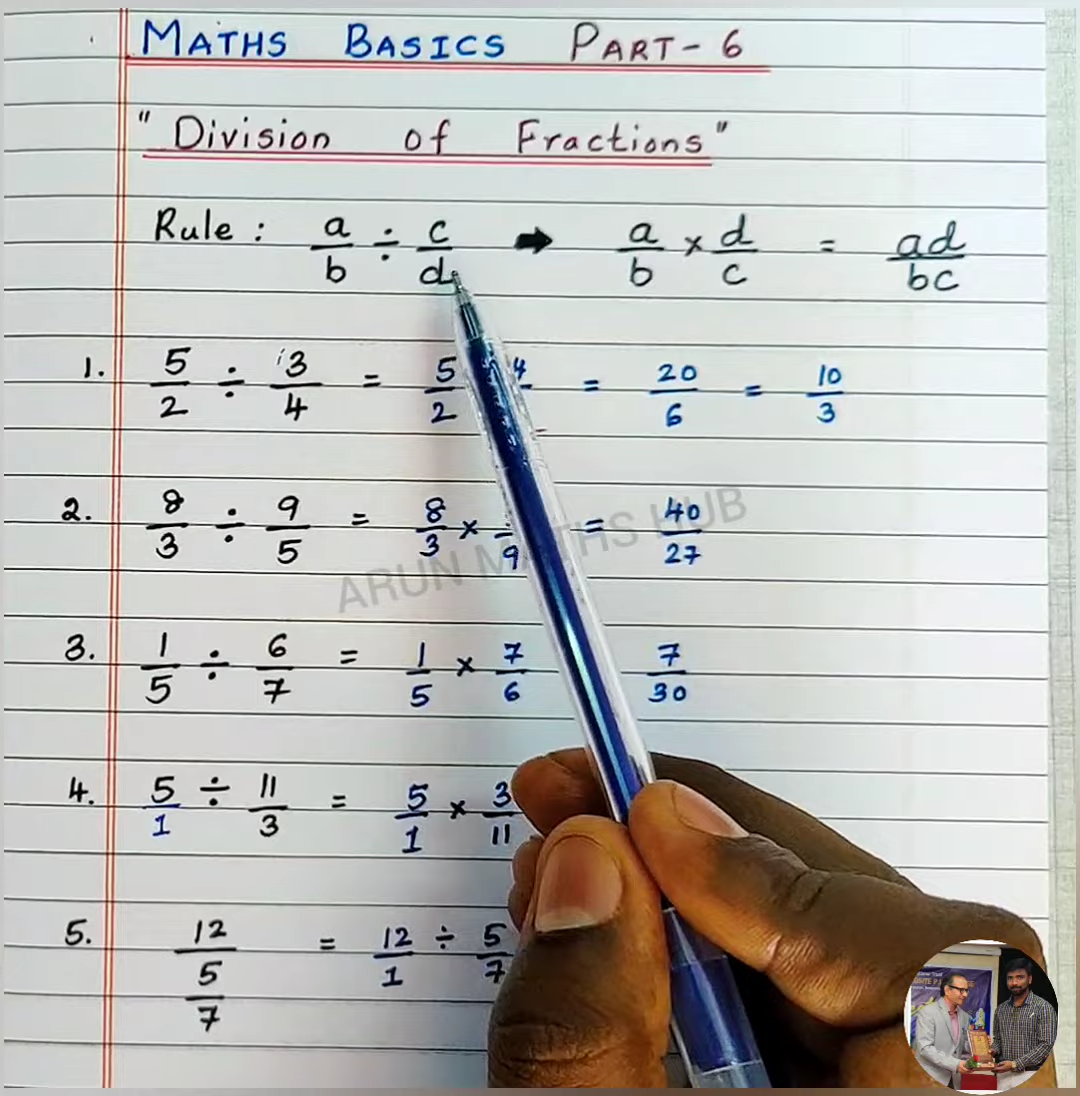 MATHS BASICS PART-6
"Division of Fractions"
Rule: a/b ÷ c/d → a/b × d/c = ad/bc
1. 5/2 ÷ 3/4 = 5/2 4 = 20/6 = 10/3
2. 8/3 ÷ 9/5 = 8/3 × /9 = 40/27
3. 1/5 ÷ 6/7 = 1/5 × 7/6 7/30
4. 5/1 ÷ 11/3 = 5/1 × 3/11
5. 12/(5/7) = 12/1 ÷ 5/7
ARUN MATHS HUB